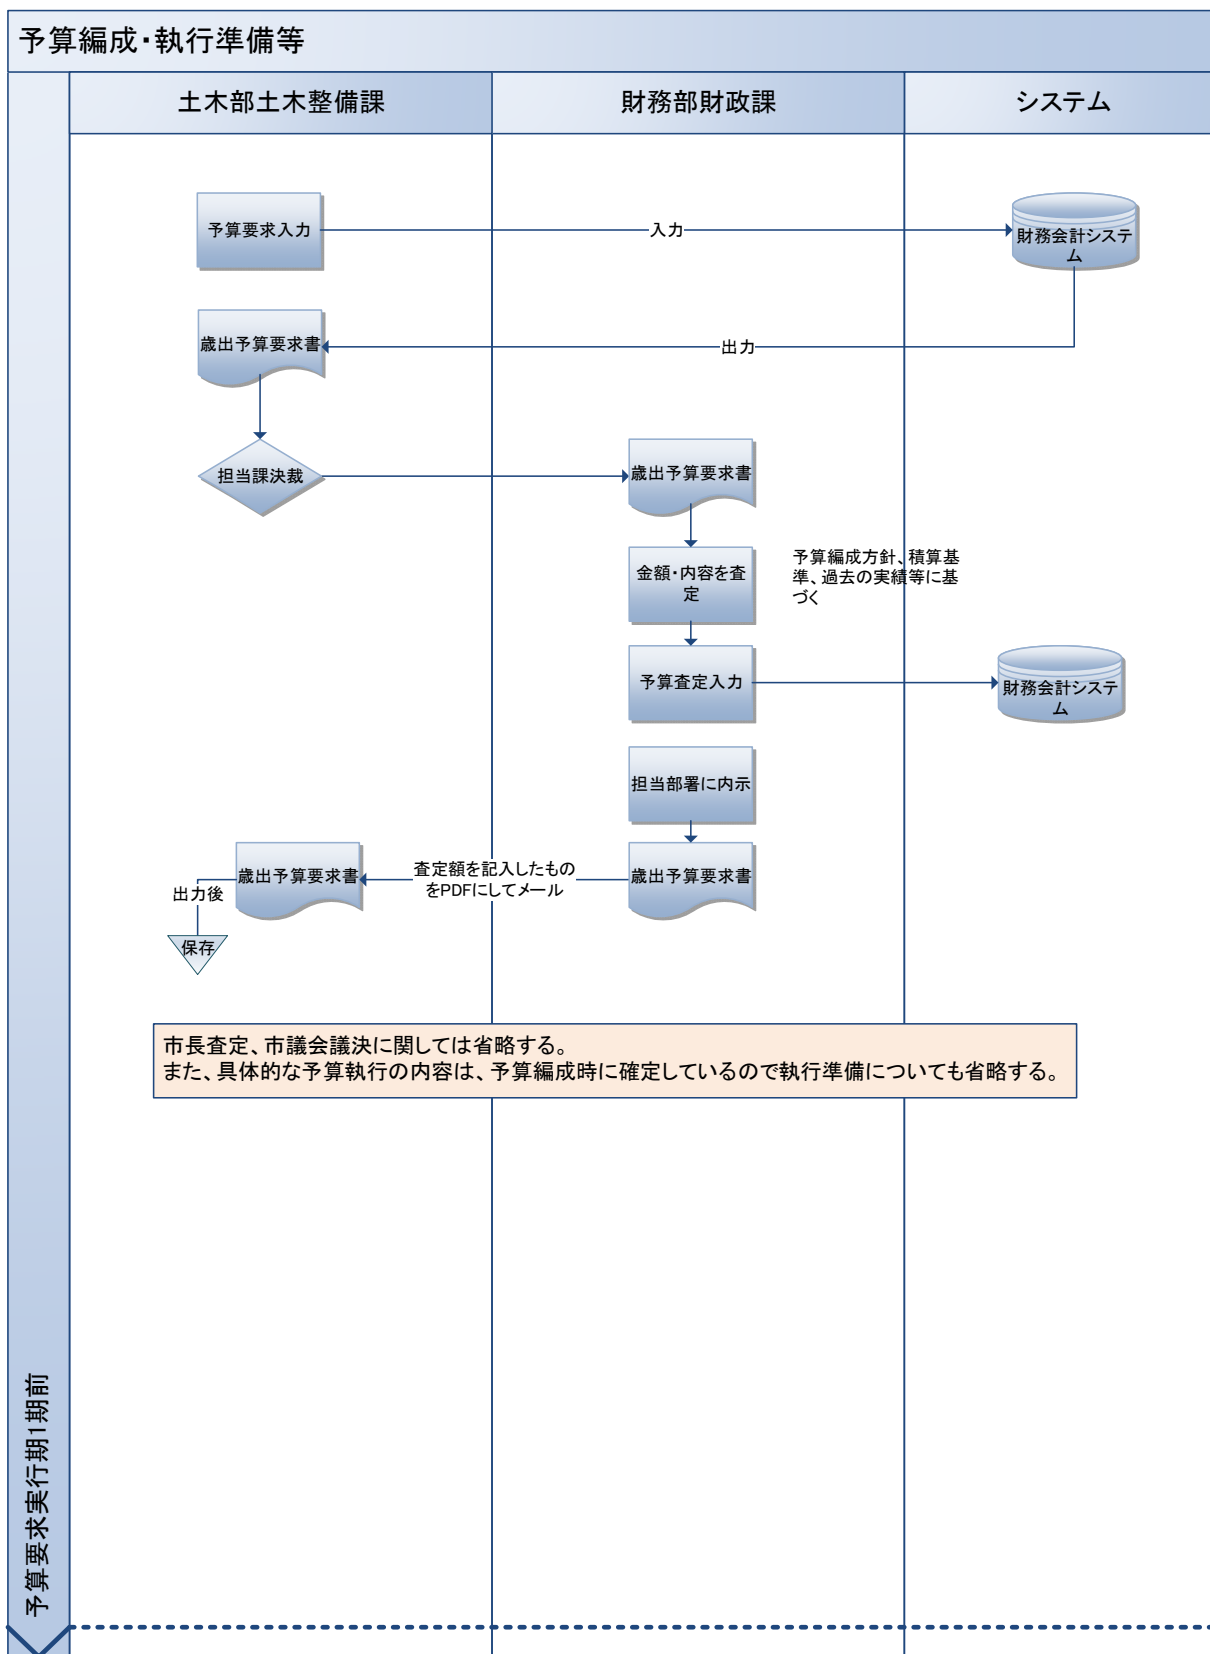 予算編成・執行準備等
土木部土木整備課
財務部財政課
システム
予算要求入力
入力
財務会計システ
ム
歳出予算要求書
出力
担当課決裁
歳出予算要求書
金額・内容を査
定
予算編成方針、積算基
準、過去の実績等に基
づく
予算査定入力
財務会計システ
ム
担当部署に内示
歳出予算要求書
査定額を記入したもの
をPDFにしてメール
歳出予算要求書
出力後
保存
市長査定、市議会議決に関しては省略する。
また、具体的な予算執行の内容は、予算編成時に確定しているので執行準備についても省略する。
予算要求実行期1期前